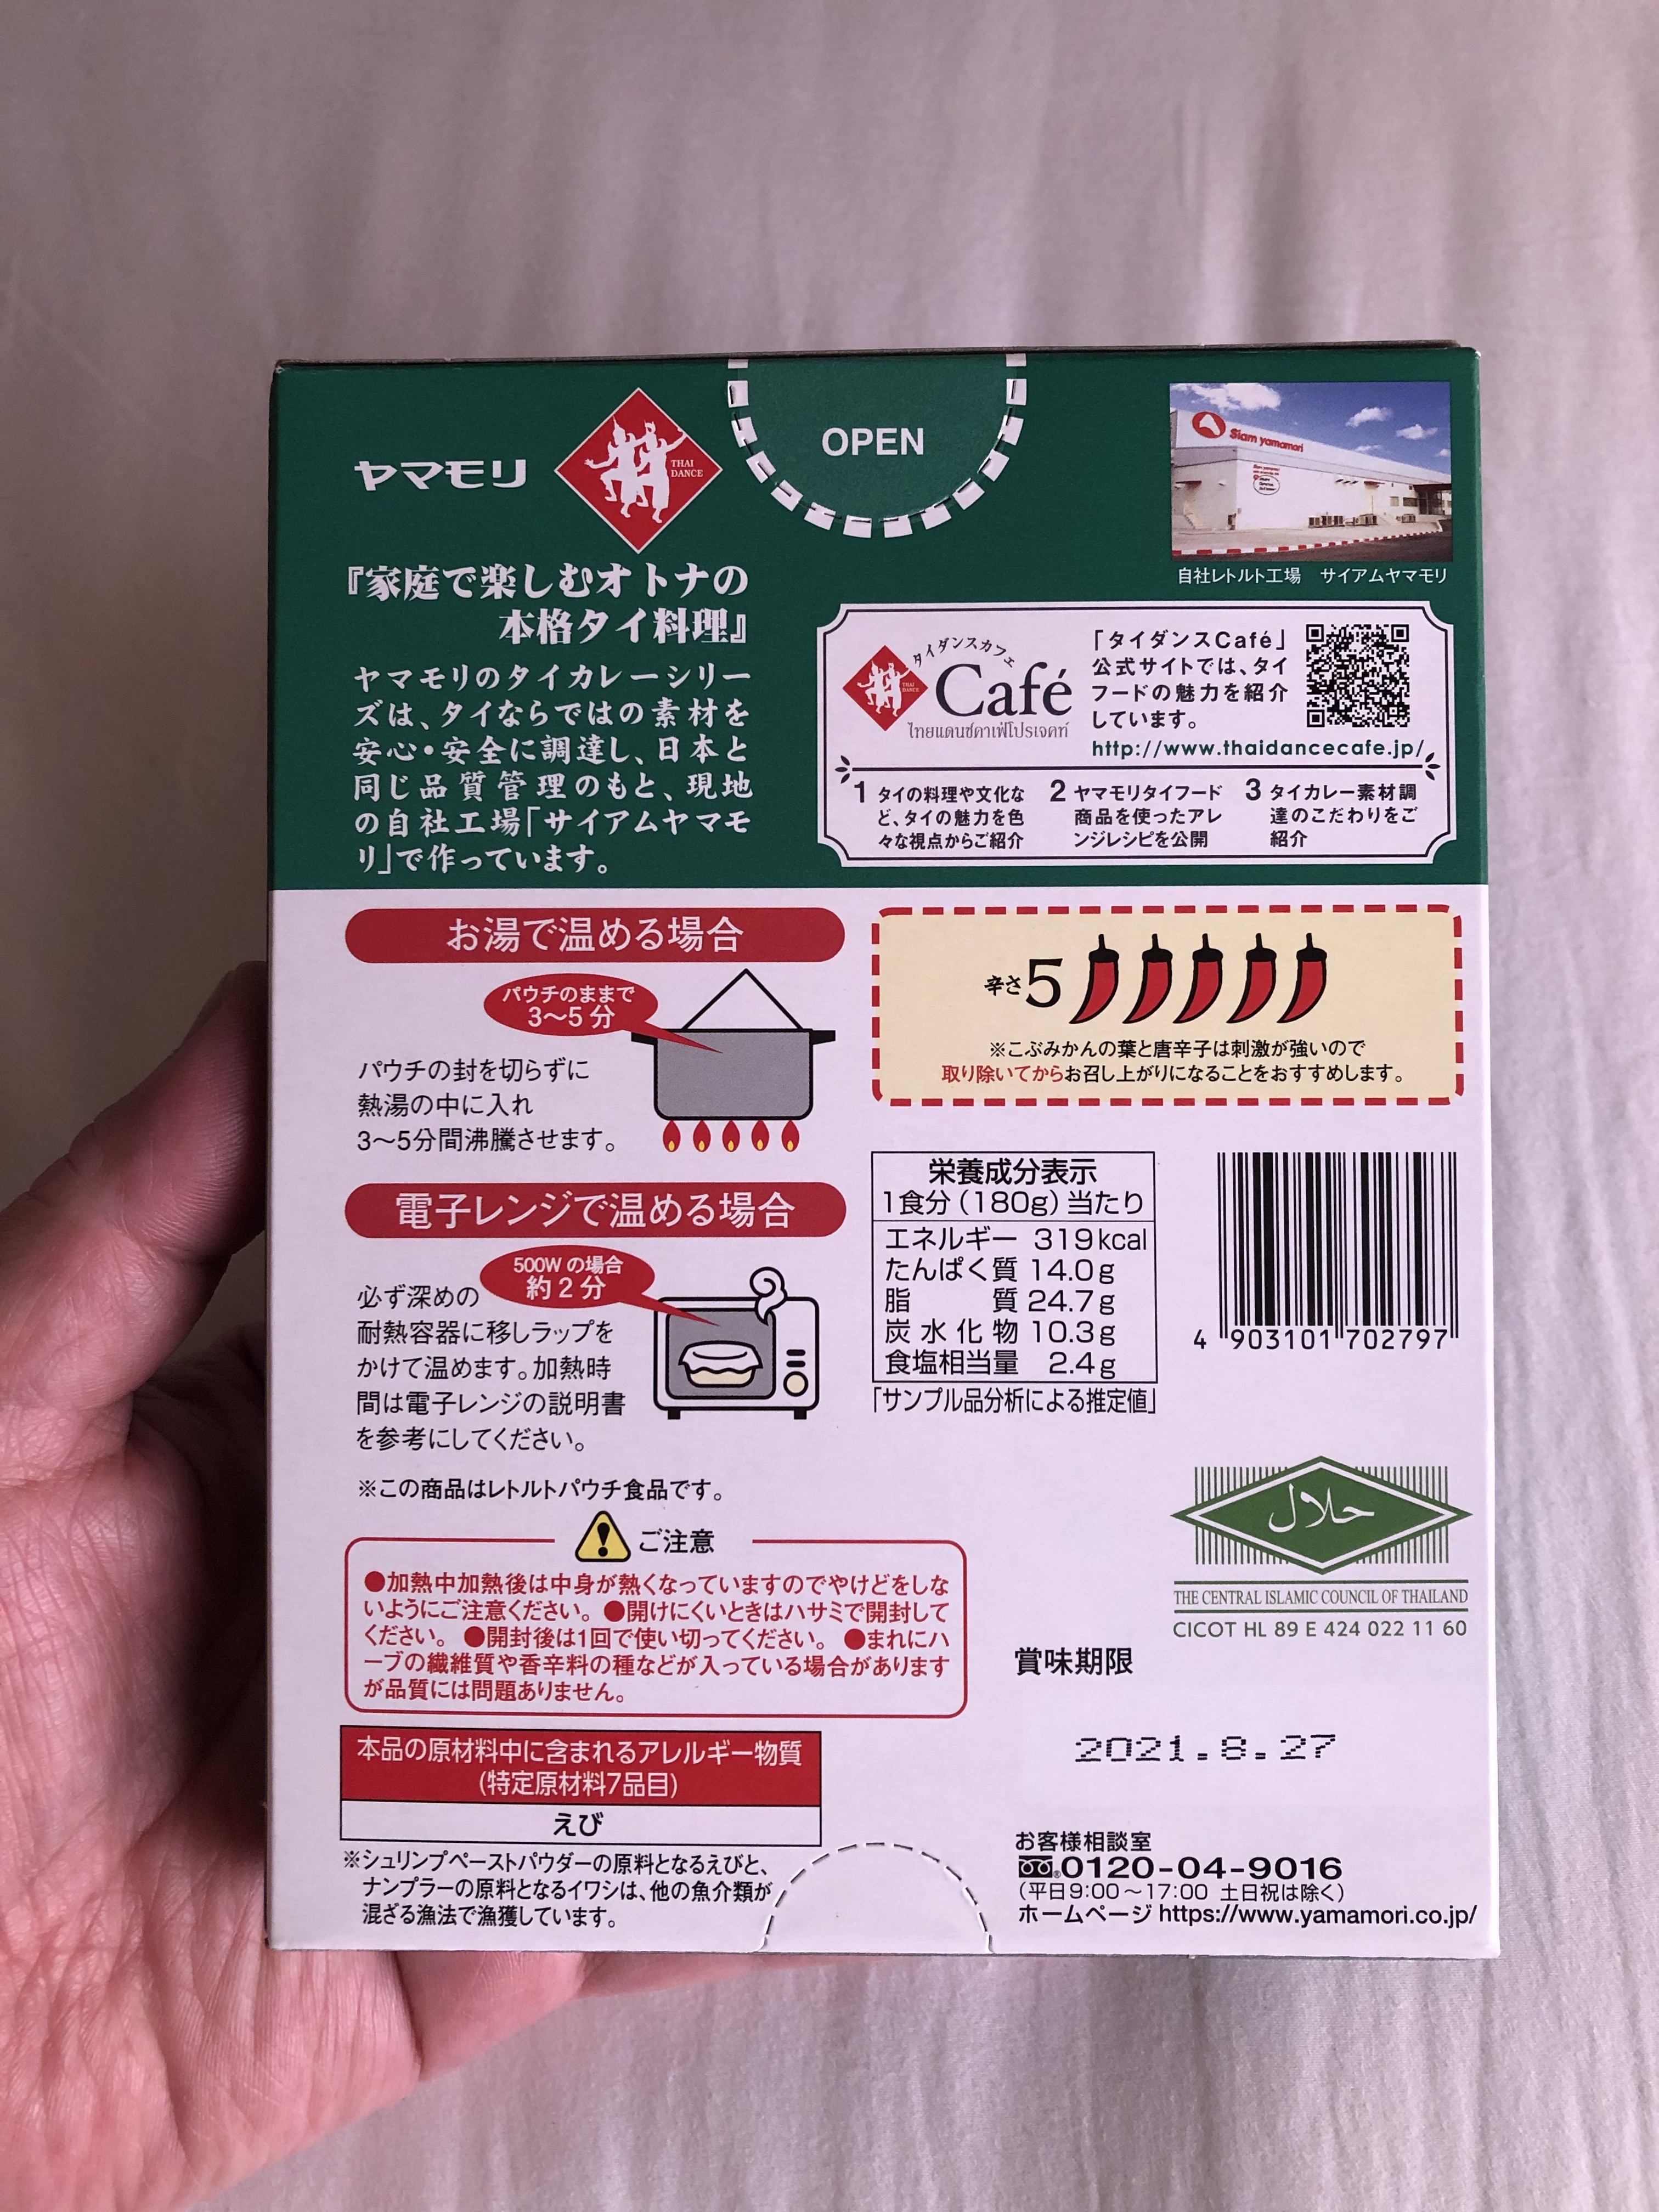 ヤマモリ
THAI
DANCE
OPEN
Siam yamamori
自社レトルト工場　サイアムヤマモリ
『家庭で楽しむオトナの
本格タイ料理』
ヤマモリのタイカレーシリー
ズは、タイならではの素材を
安心・安全に調達し、日本と
同じ品質管理のもと、現地
の自社工場「サイアムヤマモ
リ」で作っています。
タイダンスカフェ
THAI
DANCE
Café
ไทยแดนซ์คาเฟ่โปรเจคท์
「タイダンスCafé」
公式サイトでは、タイ
フードの魅力を紹介
しています。
http://www.thaidancecafe.jp/
1 タイの料理や文化な
ど、タイの魅力を色
々な視点からご紹介
2 ヤマモリタイフード
商品を使ったアレ
ンジレシピを公開
3 タイカレー素材調
達のこだわりをご
紹介
お湯で温める場合
パウチのままで
3〜5分
パウチの封を切らずに
熱湯の中に入れ
3〜5分間沸騰させます。
電子レンジで温める場合
500Wの場合
約2分
必ず深めの
耐熱容器に移しラップを
かけて温めます。加熱時
間は電子レンジの説明書
を参考にしてください。
※この商品はレトルトパウチ食品です。
ご注意
●加熱中加熱後は中身が熱くなっていますのでやけどをしな
いようにご注意ください。●開けにくいときはハサミで開封して
ください。●開封後は1回で使い切ってください。●まれにハ
ーブの繊維質や香辛料の種などが入っている場合があります
が品質には問題ありません。
本品の原材料中に含まれるアレルギー物質
(特定原材料7品目)
えび
※シュリンプペーストパウダーの原料となるえびと、
ナンプラーの原料となるイワシは、他の魚介類が
混ざる漁法で漁獲しています。
辛さ5
※こぶみかんの葉と唐辛子は刺激が強いので
取り除いてからお召し上がりになることをおすすめします。
栄養成分表示
1食分(180g)当たり
エネルギー 319kcal
たんぱく質 14.0g
脂質 24.7g
炭水化物 10.3g
食塩相当量 2.4g
「サンプル品分析による推定値」
4 903101 702797
حلال
THE CENTRAL ISLAMIC COUNCIL OF THAILAND
CICOT HL 89 E 424 022 11 60
賞味期限
2021.8.27
お客様相談室
0120-04-9016
(平日9:00〜17:00 土日祝は除く)
ホームページ https://www.yamamori.co.jp/